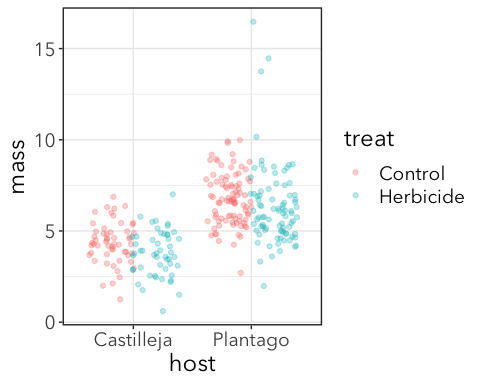 15
10
5
0
mass
Castilleja Plantago
host
treat
Control
Herbicide